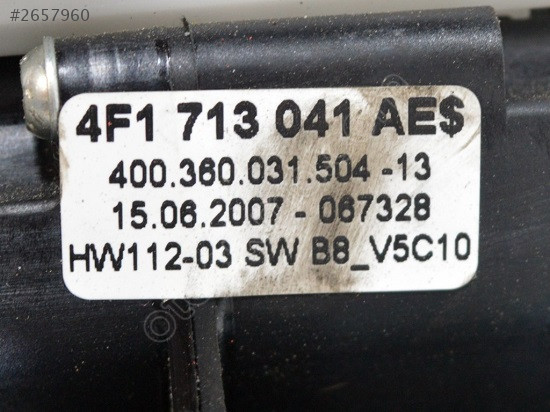 #2657960
4F1 713 041 AE$
400.360.031.504 -13
15.06.2007 - 067328
HW112-03 SW B8_V5C10